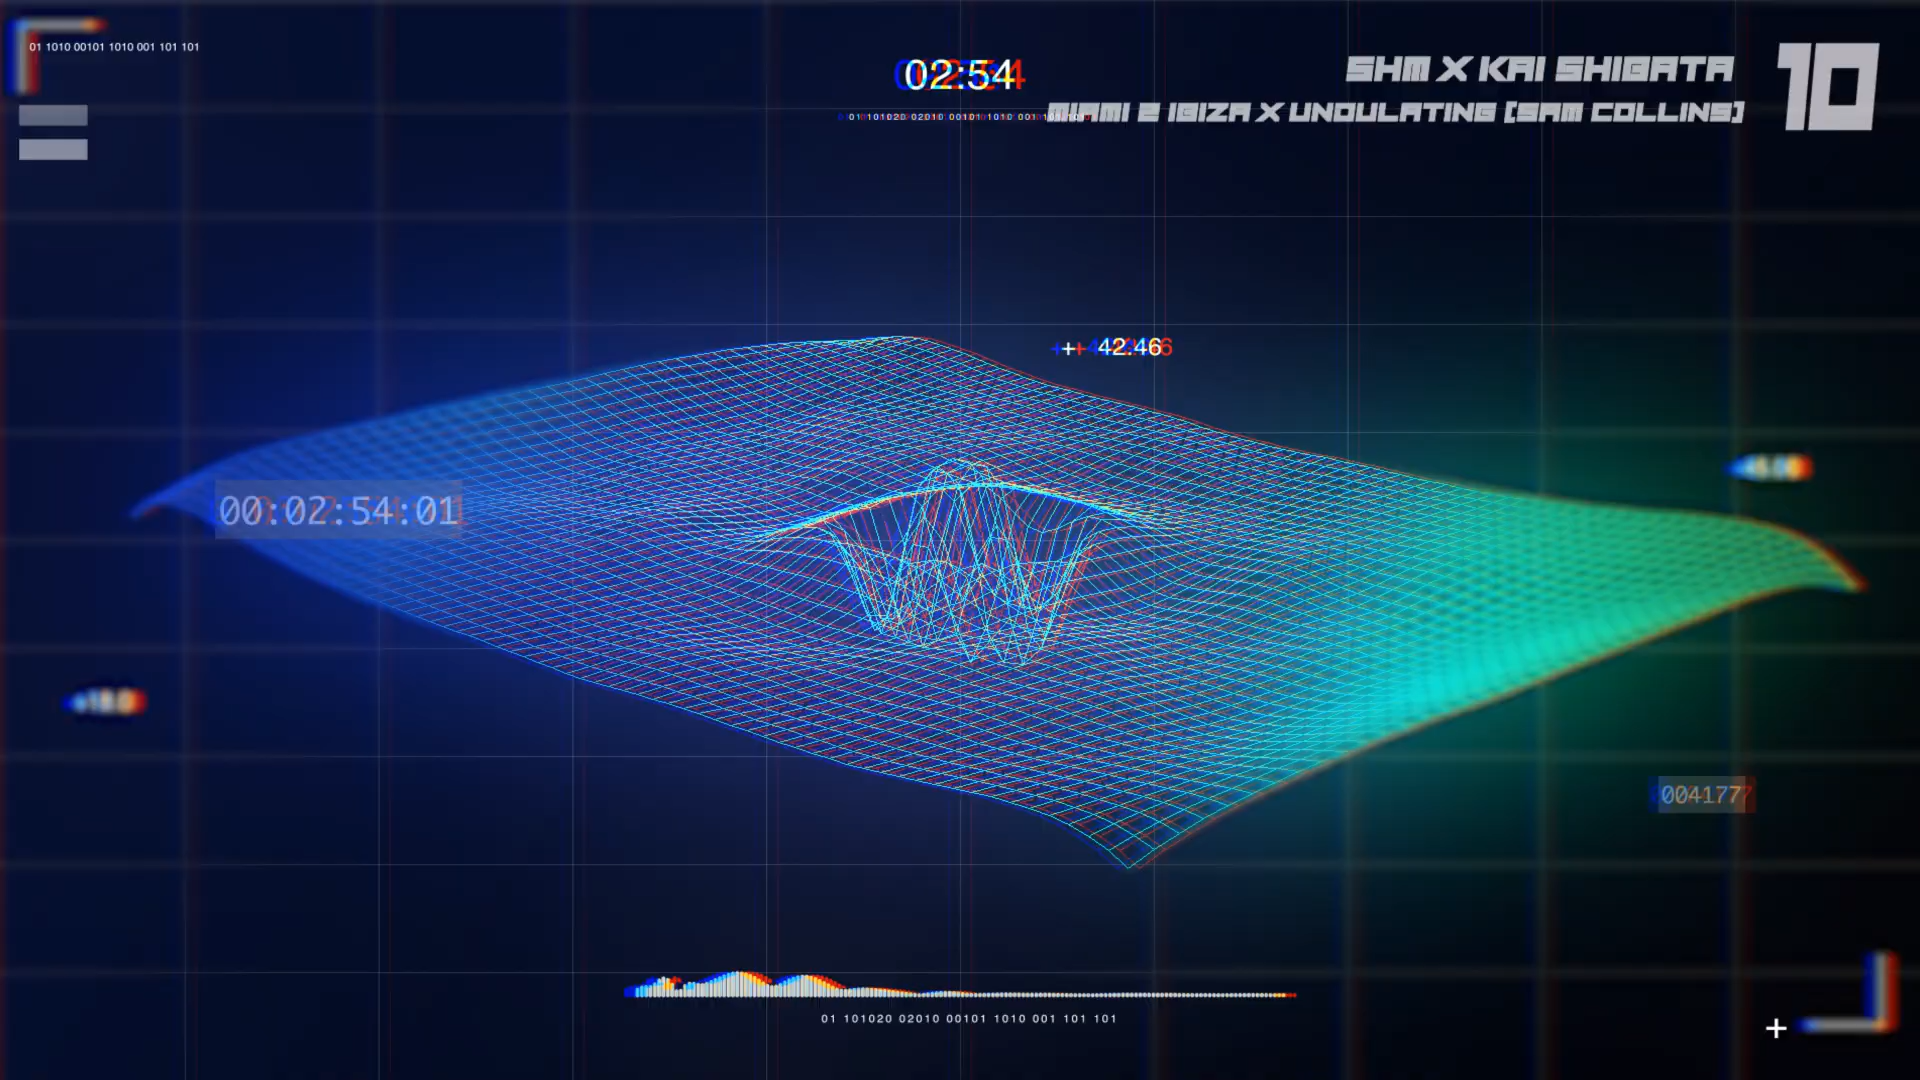 01 1010 00101 1010 001 101 101
02:54
SHM X KAI SHIBATA
10
MIAMI 2 IBIZA X UNDULATING [SAM COLLINS]
+ 42.46
00:02:54:01
004177
01 101020 02010 00101 1010 001 101 101
+